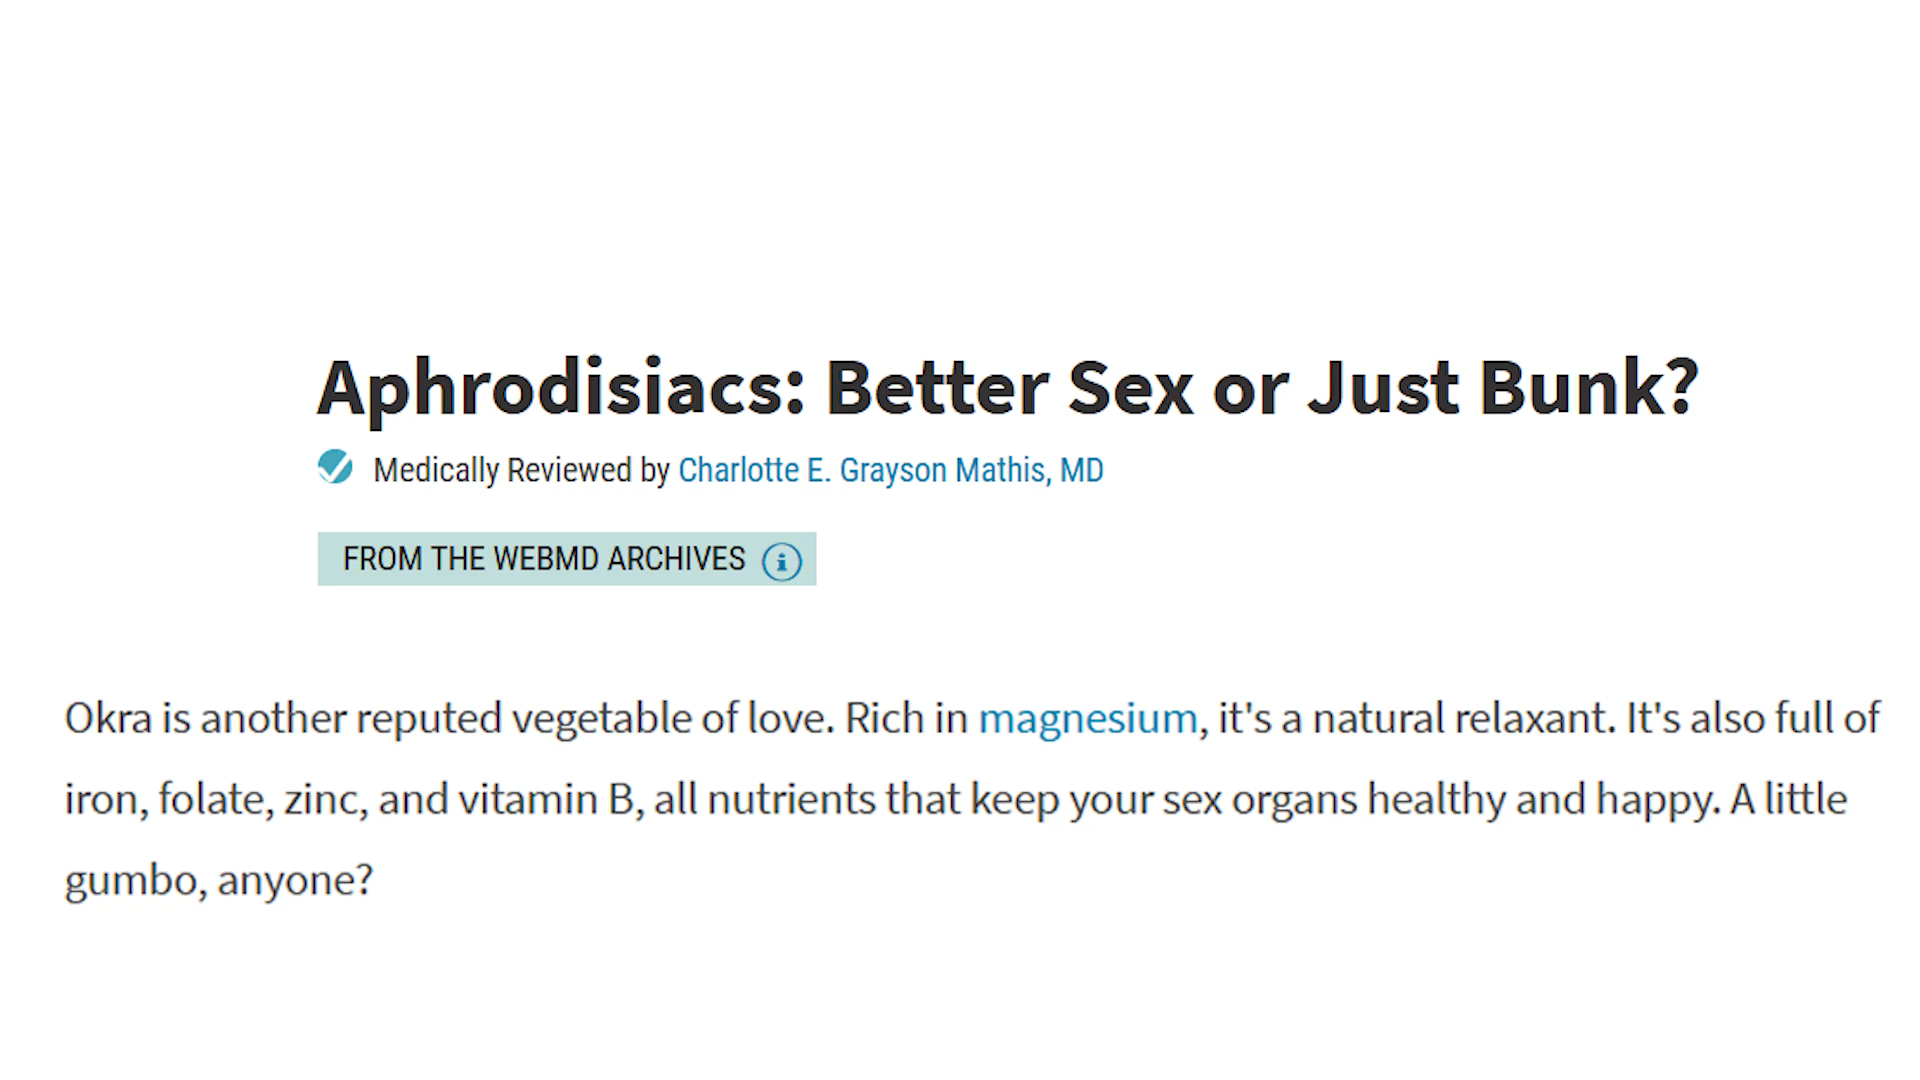 Aphrodisiacs: Better Sex or Just Bunk?
Medically Reviewed by Charlotte E. Grayson Mathis, MD
FROM THE WEBMD ARCHIVES
Okra is another reputed vegetable of love. Rich in magnesium, it's a natural relaxant. It's also full of
iron, folate, zinc, and vitamin B, all nutrients that keep your sex organs healthy and happy. A little
gumbo, anyone?